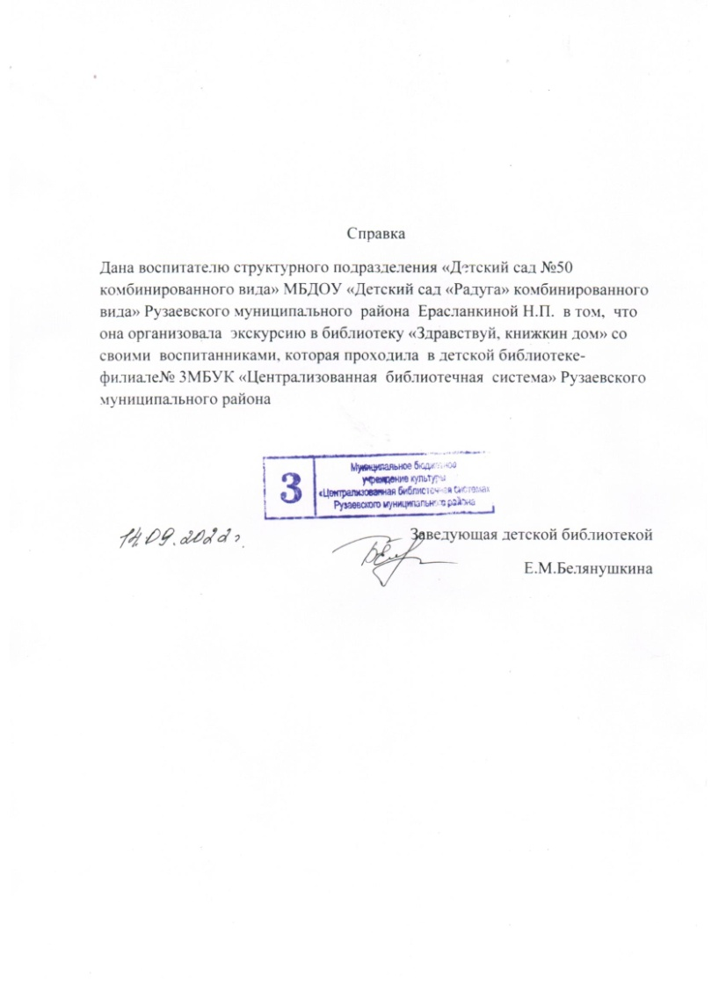 Справка
Дана воспитателю структурного подразделения «Детский сад №50
комбинированного вида» МБДОУ «Детский сад «Радуга» комбинированного
вида» Рузаевского муниципального района Ерасланкиной Н.П. в том, что
она организовала экскурсию в библиотеку «Здравствуй, книжкин дом» со
своими воспитанниками, которая проходила в детской библиотеке-
филиале№ 3МБУК «Централизованная библиотечная система» Рузаевского
муниципального района
3
Муниципальное бюджетное
учреждение культуры
«Централизованная библиотечная система»
Рузаевского муниципального района
14.09.2022г.
Заведующая детской библиотекой
Е.М.Белянушкина